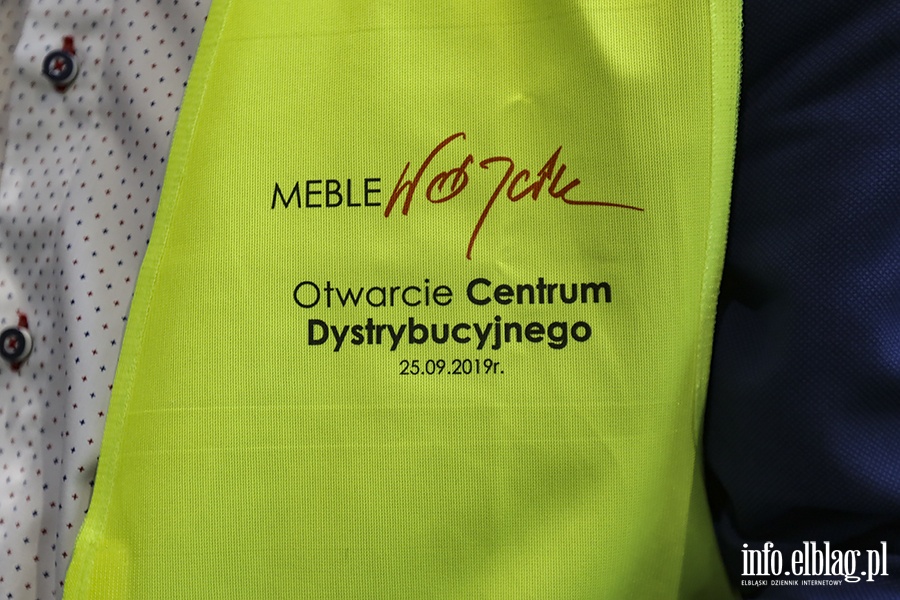 MEBLE Wójcik
Otwarcie Centrum
Dystrybucyjnego
25.09.2019r.
info.elblag.pl
ELBLĄSKI DZIENNIK INTERNETOWY